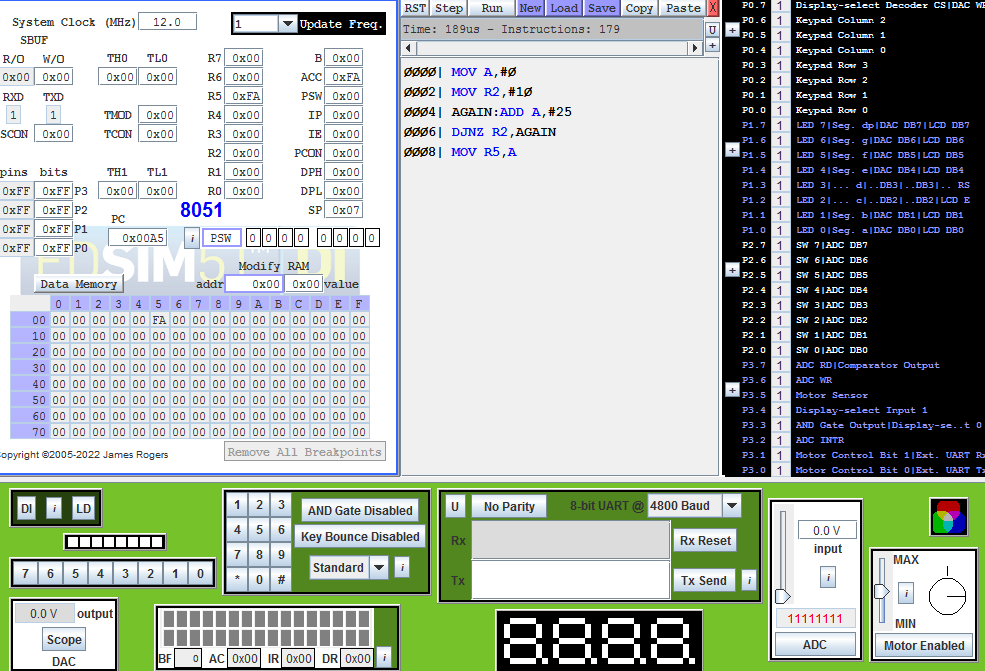 System Clock (MHz) 12.0 1 Update Freq.
SBUF
R/O W/O TH0 TL0 R7 0x00 B 0x00
0x00 0x00 0x00 0x00 R6 0x00 ACC 0xFA
RXD TXD R5 0xFA PSW 0x00
1 1 TMOD 0x00 R4 0x00 IP 0x00
SCON 0x00 TCON 0x00 R3 0x00 IE 0x00
R2 0x00 PCON 0x00
pins bits TH1 TL1 R1 0x00 DPH 0x00
0xFF 0xFF P3 0x00 0x00 R0 0x00 DPL 0x00
0xFF 0xFF P2 8051 SP 0x07
0xFF 0xFF P1 PC
0xFF 0xFF P0 0x00A5 i PSW 0 0 0 0 0 0 0 0
Modify RAM
Data Memory addr 0x00 0x00 value
0 1 2 3 4 5 6 7 8 9 A B C D E F
00 00 00 00 00 00 FA 00 00 00 00 00 00 00 00 00 00
10 00 00 00 00 00 00 00 00 00 00 00 00 00 00 00 00
20 00 00 00 00 00 00 00 00 00 00 00 00 00 00 00 00
30 00 00 00 00 00 00 00 00 00 00 00 00 00 00 00 00
40 00 00 00 00 00 00 00 00 00 00 00 00 00 00 00 00
50 00 00 00 00 00 00 00 00 00 00 00 00 00 00 00 00
60 00 00 00 00 00 00 00 00 00 00 00 00 00 00 00 00
70 00 00 00 00 00 00 00 00 00 00 00 00 00 00 00 00
opyright ©2005-2022 James Rogers Remove All Breakpoints
RST Step Run New Load Save Copy Paste X
Time: 189us - Instructions: 179 U
0000| MOV A,#0
0002| MOV R2,#10
0004| AGAIN:ADD A,#25
0006| DJNZ R2,AGAIN
0008| MOV R5,A
P0.7 1 Display-select Decoder CS|DAC WR
P0.6 1 Keypad Column 2
P0.5 1 Keypad Column 1
P0.4 1 Keypad Column 0
P0.3 1 Keypad Row 3
P0.2 1 Keypad Row 2
P0.1 1 Keypad Row 1
P0.0 1 Keypad Row 0
P1.7 1 LED 7|Seg. dp|DAC DB7|LCD DB7
P1.6 1 LED 6|Seg. g|DAC DB6|LCD DB6
P1.5 1 LED 5|Seg. f|DAC DB5|LCD DB5
P1.4 1 LED 4|Seg. e|DAC DB4|LCD DB4
P1.3 1 LED 3|... d|..DB3|..DB3|.. RS
P1.2 1 LED 2|... c|..DB2|..DB2|LCD E
P1.1 1 LED 1|Seg. b|DAC DB1|LCD DB1
P1.0 1 LED 0|Seg. a|DAC DB0|LCD DB0
P2.7 1 SW 7|ADC DB7
P2.6 1 SW 6|ADC DB6
P2.5 1 SW 5|ADC DB5
P2.4 1 SW 4|ADC DB4
P2.3 1 SW 3|ADC DB3
P2.2 1 SW 2|ADC DB2
P2.1 1 SW 1|ADC DB1
P2.0 1 SW 0|ADC DB0
P3.7 1 ADC RD|Comparator Output
P3.6 1 ADC WR
P3.5 1 Motor Sensor
P3.4 1 Display-select Input 1
P3.3 1 AND Gate Output|Display-se..t 0
P3.2 1 ADC INTR
P3.1 1 Motor Control Bit 1|Ext. UART Rx
P3.0 1 Motor Control Bit 0|Ext. UART Tx
DI i LD
7 6 5 4 3 2 1 0
0.0 V output
Scope
DAC
1 2 3
4 5 6
7 8 9
* 0 #
AND Gate Disabled
Key Bounce Disabled
Standard i
BF 0 AC 0x00 IR 0x00 DR 0x00 i
U No Parity 8-bit UART @ 4800 Baud
Rx Rx Reset
Tx Tx Send i
8.8.8.8.
0.0 V
input
i
11111111
ADC
MAX
i
MIN
Motor Enabled